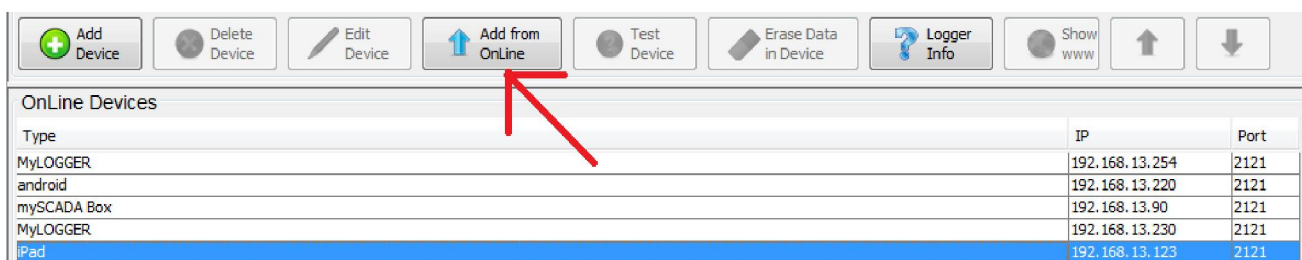 Add Device
Delete Device
Edit Device
Add from OnLine
Test Device
Erase Data in Device
Logger Info
Show www
OnLine Devices
Type IP Port
MyLOGGER 192.168.13.254 2121
android 192.168.13.220 2121
mySCADA Box 192.168.13.90 2121
MyLOGGER 192.168.13.230 2121
iPad 192.168.13.123 2121